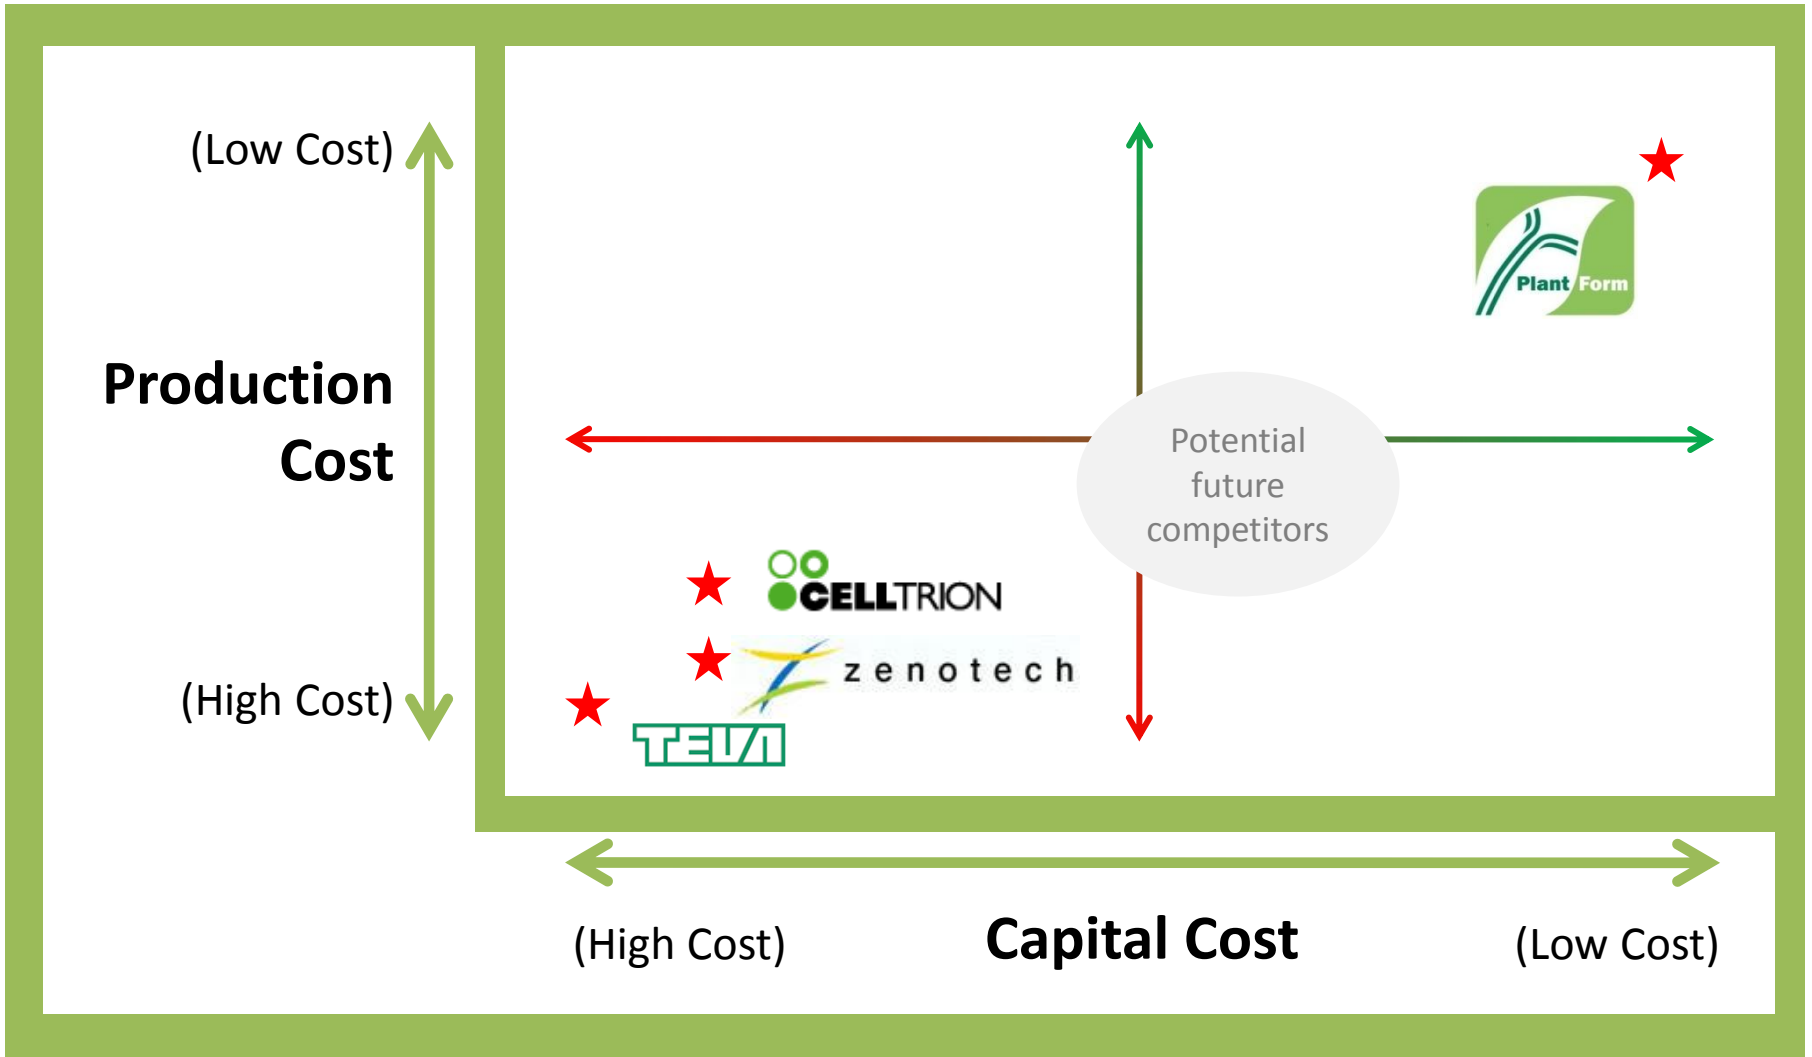 (Low Cost)
Production
Cost
(High Cost)
Plant Form
Potential
future
competitors
CELLTRION
zenotech
TEVA
(High Cost)
Capital Cost
(Low Cost)